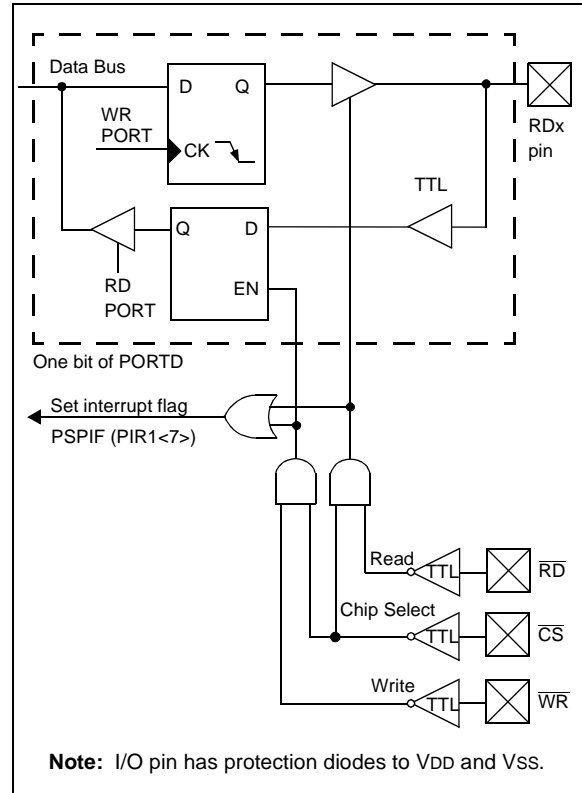 Data Bus
WR
PORT
D Q
CK
RDx
pin
TTL
Q D
EN
RD
PORT
One bit of PORTD
Set interrupt flag
PSPIF (PIR1<7>)
Read
TTL
RD
Chip Select
TTL
CS
Write
TTL
WR
Note: I/O pin has protection diodes to VDD and VSS.